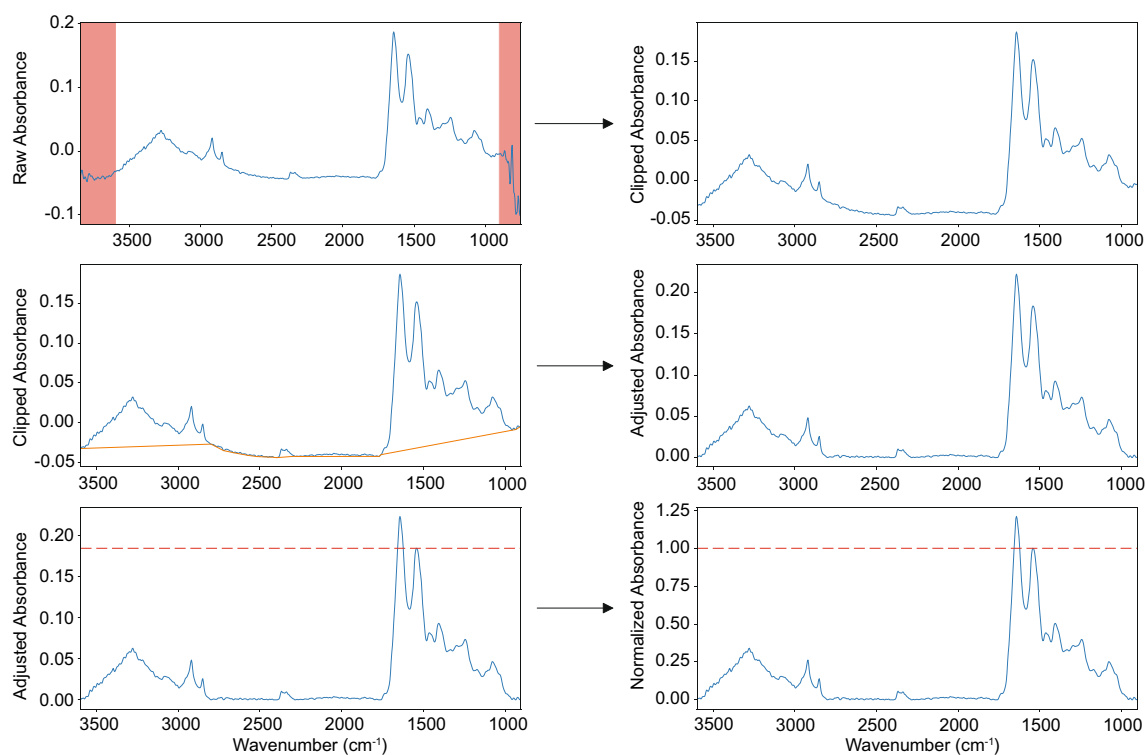 Raw Absorbance
0.2
0.1
0.0
-0.1
3500 3000 2500 2000 1500 1000
Clipped Absorbance
0.15
0.10
0.05
0.00
-0.05
3500 3000 2500 2000 1500 1000
Clipped Absorbance
0.15
0.10
0.05
0.00
-0.05
3500 3000 2500 2000 1500 1000
Adjusted Absorbance
0.20
0.15
0.10
0.05
0.00
3500 3000 2500 2000 1500 1000
Adjusted Absorbance
0.20
0.15
0.10
0.05
0.00
3500 3000 2500 2000 1500 1000
Wavenumber (cm⁻¹)
Normalized Absorbance
1.25
1.00
0.75
0.50
0.25
0.00
3500 3000 2500 2000 1500 1000
Wavenumber (cm⁻¹)